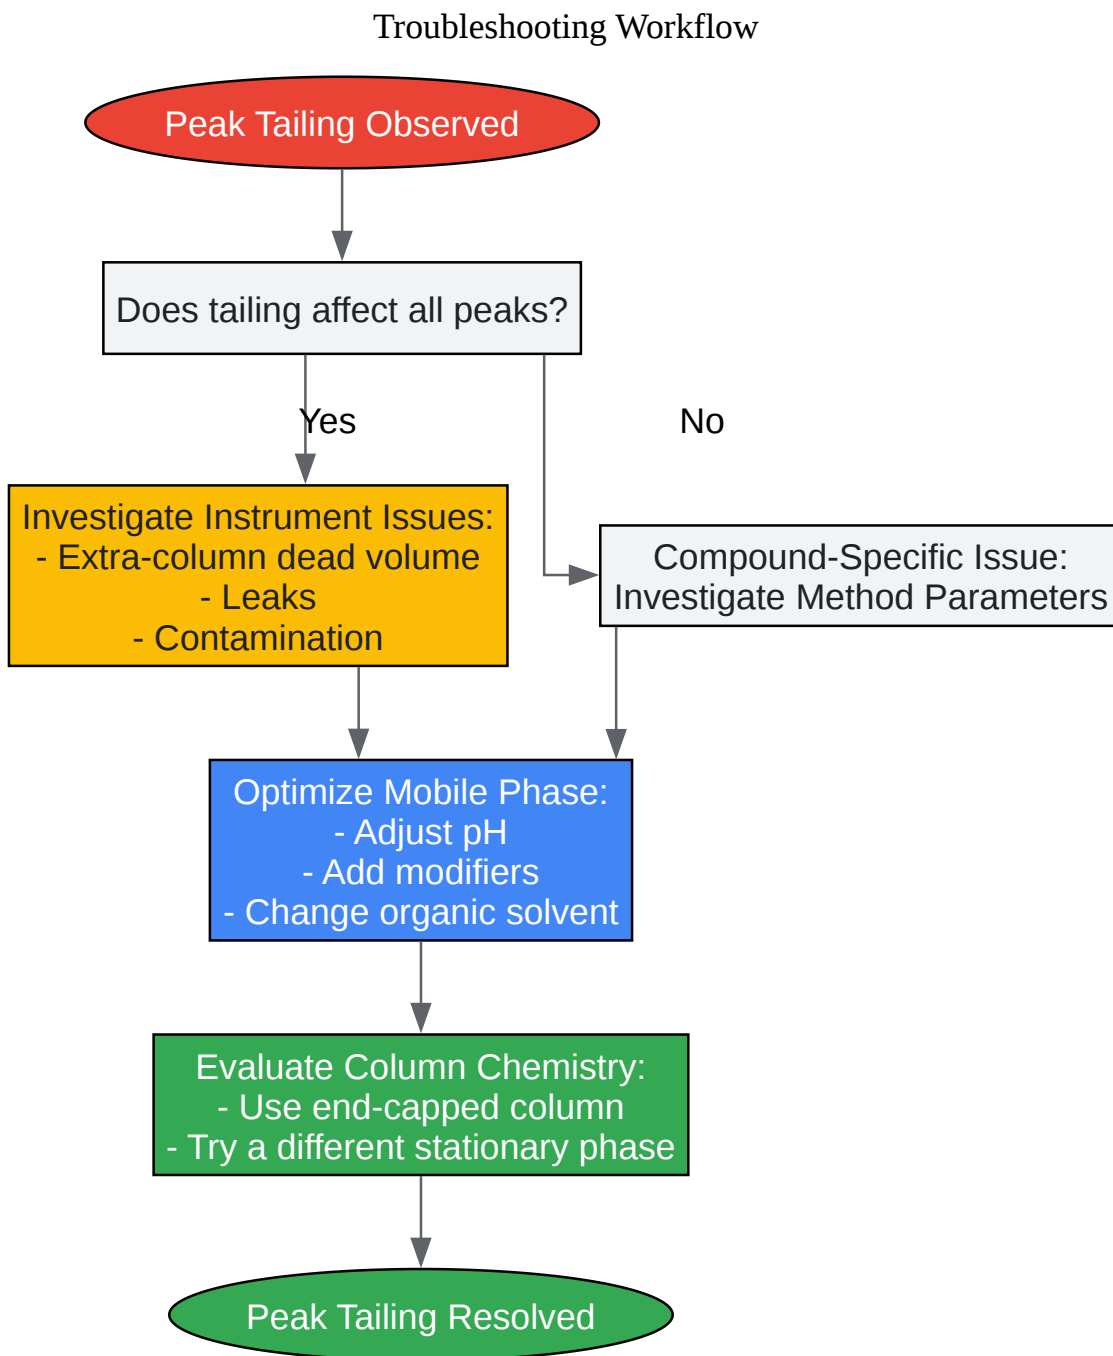 Troubleshooting Workflow
Peak Tailing Observed
Does tailing affect all peaks?
Yes
No
Investigate Instrument Issues:
- Extra-column dead volume
- Leaks
- Contamination
Compound-Specific Issue:
Investigate Method Parameters
Optimize Mobile Phase:
- Adjust pH
- Add modifiers
- Change organic solvent
Evaluate Column Chemistry:
- Use end-capped column
- Try a different stationary phase
Peak Tailing Resolved